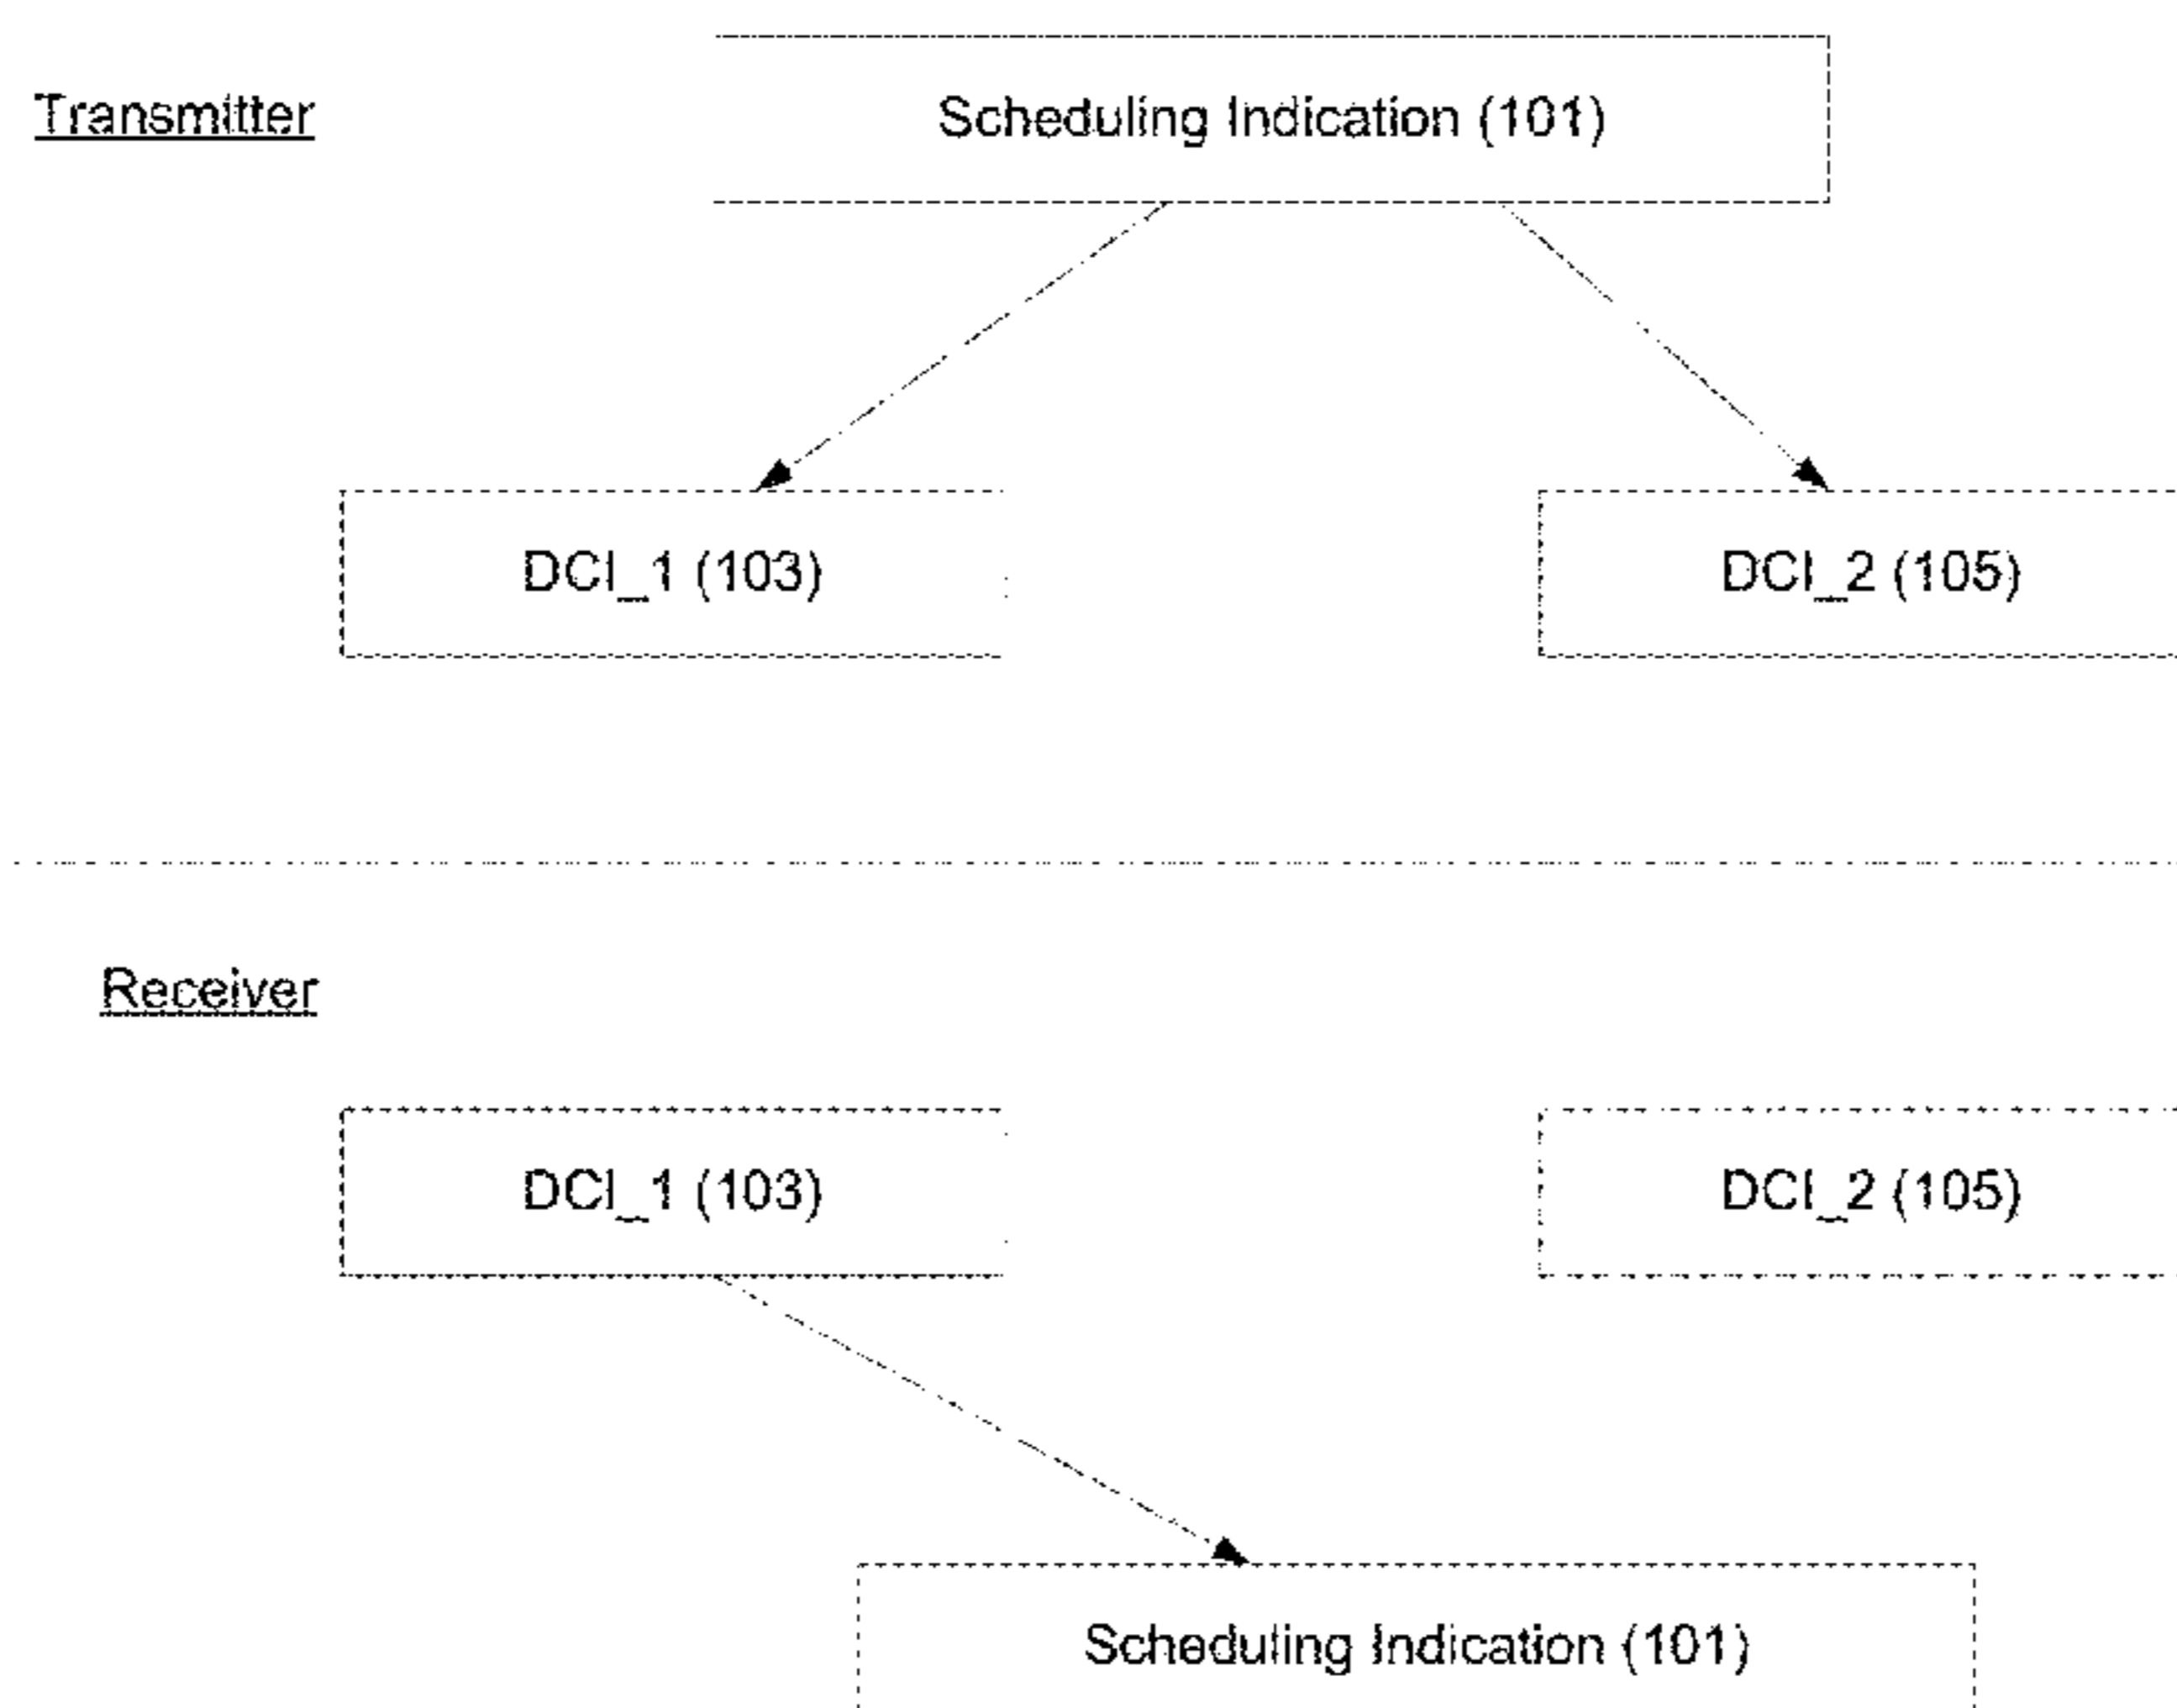 Transmitter
Scheduling Indication (101)
DCI_1 (103)
DCI_2 (105)
Receiver
DCI_1 (103)
DCI_2 (105)
Scheduling Indication (101)